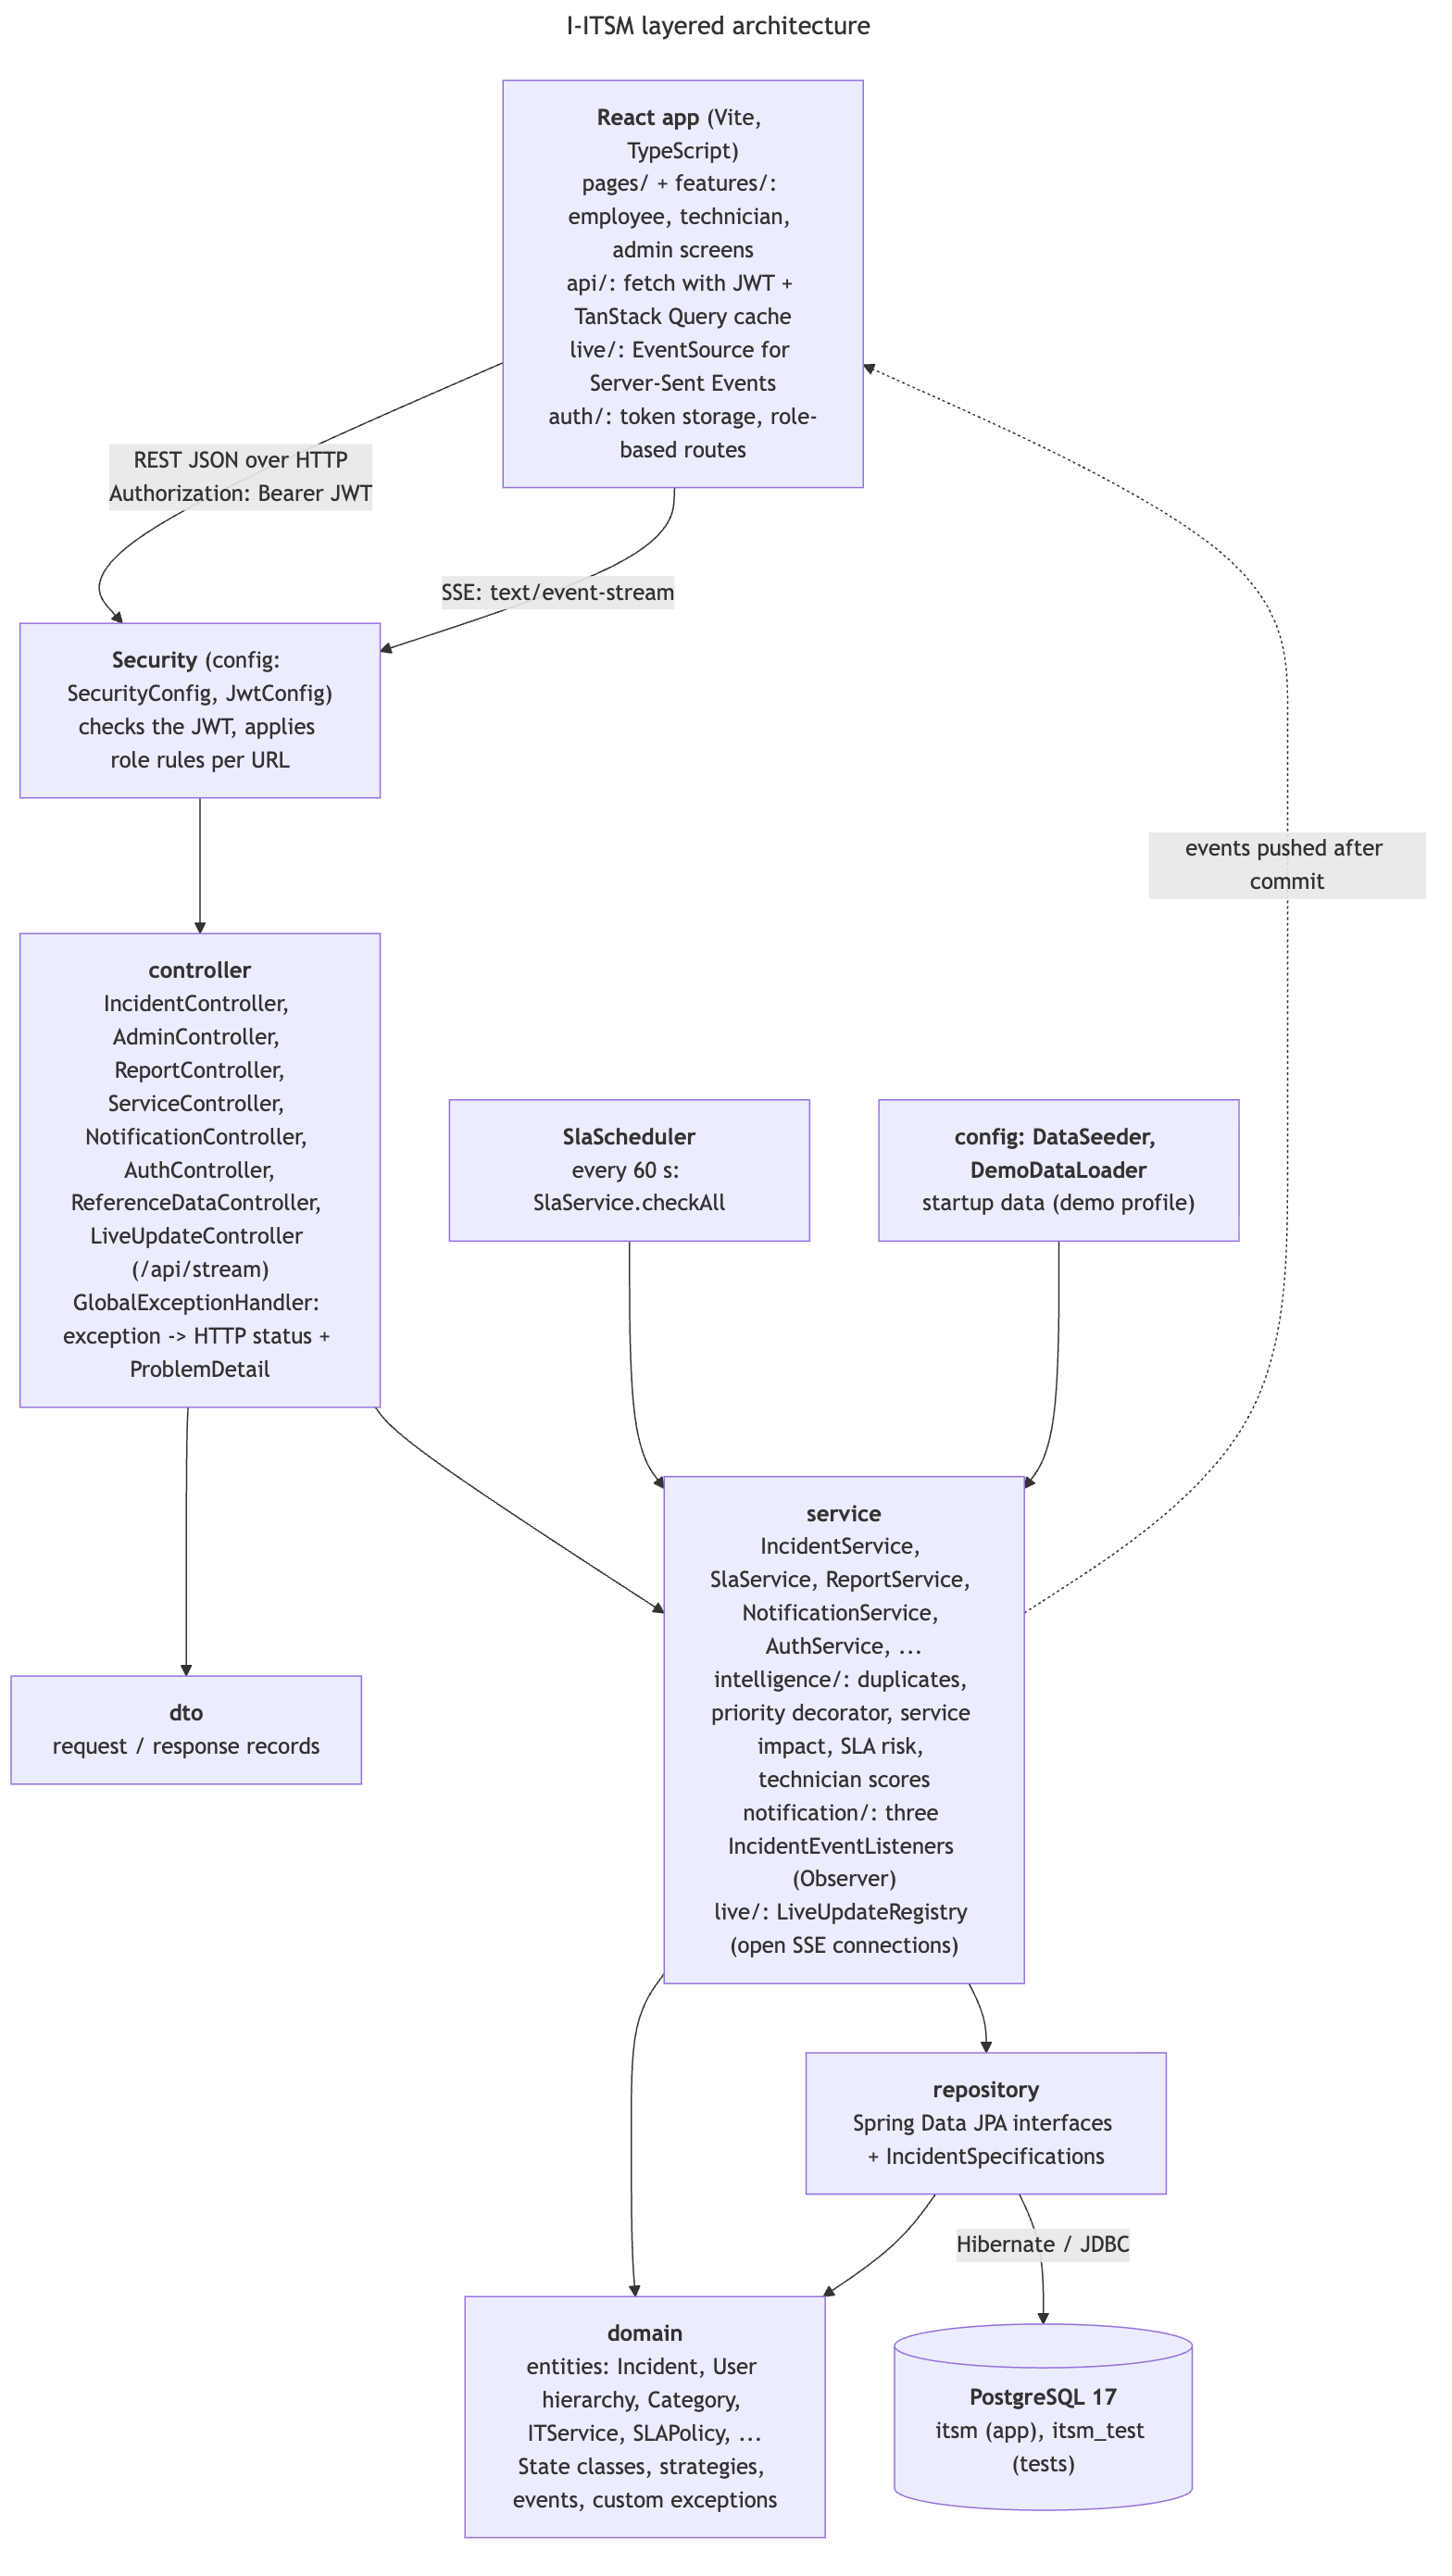 I-ITSM layered architecture
React app (Vite,
TypeScript)
pages/ + features/:
employee, technician,
admin screens
api/: fetch with JWT +
TanStack Query cache
live/: EventSource for
Server-Sent Events
auth/: token storage, role-
based routes
REST JSON over HTTP
Authorization: Bearer JWT
SSE: text/event-stream
Security (config:
SecurityConfig, JwtConfig)
checks the JWT, applies
role rules per URL
events pushed after
commit
controller
IncidentController,
AdminController,
ReportController,
ServiceController,
NotificationController,
AuthController,
ReferenceDataController,
LiveUpdateController
(/api/stream)
GlobalExceptionHandler:
exception -> HTTP status +
ProblemDetail
SlaScheduler
every 60 s:
SlaService.checkAll
config: DataSeeder,
DemoDataLoader
startup data (demo profile)
service
IncidentService,
SlaService, ReportService,
NotificationService,
AuthService, ...
intelligence/: duplicates,
priority decorator, service
impact, SLA risk,
technician scores
notification/: three
IncidentEventListeners
(Observer)
live/: LiveUpdateRegistry
(open SSE connections)
dto
request / response records
repository
Spring Data JPA interfaces
+ IncidentSpecifications
Hibernate / JDBC
domain
entities: Incident, User
hierarchy, Category,
ITService, SLAPolicy, ...
State classes, strategies,
events, custom exceptions
PostgreSQL 17
itsm (app), itsm_test
(tests)